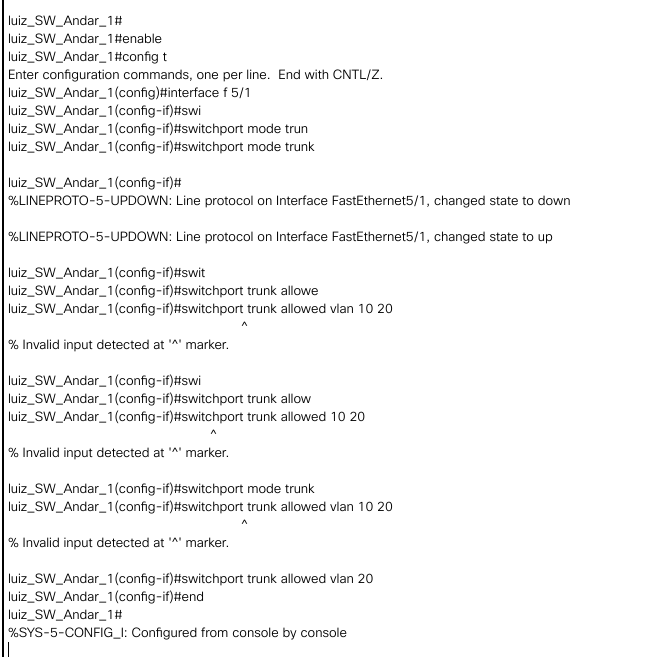 luiz_SW_Andar_1#
luiz_SW_Andar_1#enable
luiz_SW_Andar_1#config t
Enter configuration commands, one per line.  End with CNTL/Z.
luiz_SW_Andar_1(config)#interface f 5/1
luiz_SW_Andar_1(config-if)#swi
luiz_SW_Andar_1(config-if)#switchport mode trun
luiz_SW_Andar_1(config-if)#switchport mode trunk
luiz_SW_Andar_1(config-if)#
%LINEPROTO-5-UPDOWN: Line protocol on Interface FastEthernet5/1, changed state to down
%LINEPROTO-5-UPDOWN: Line protocol on Interface FastEthernet5/1, changed state to up
luiz_SW_Andar_1(config-if)#swit
luiz_SW_Andar_1(config-if)#switchport trunk allowe
luiz_SW_Andar_1(config-if)#switchport trunk allowed vlan 10 20
^
% Invalid input detected at '^' marker.
luiz_SW_Andar_1(config-if)#swi
luiz_SW_Andar_1(config-if)#switchport trunk allow
luiz_SW_Andar_1(config-if)#switchport trunk allowed 10 20
^
% Invalid input detected at '^' marker.
luiz_SW_Andar_1(config-if)#switchport mode trunk
luiz_SW_Andar_1(config-if)#switchport trunk allowed vlan 10 20
^
% Invalid input detected at '^' marker.
luiz_SW_Andar_1(config-if)#switchport trunk allowed vlan 20
luiz_SW_Andar_1(config-if)#end
luiz_SW_Andar_1#
%SYS-5-CONFIG_I: Configured from console by console